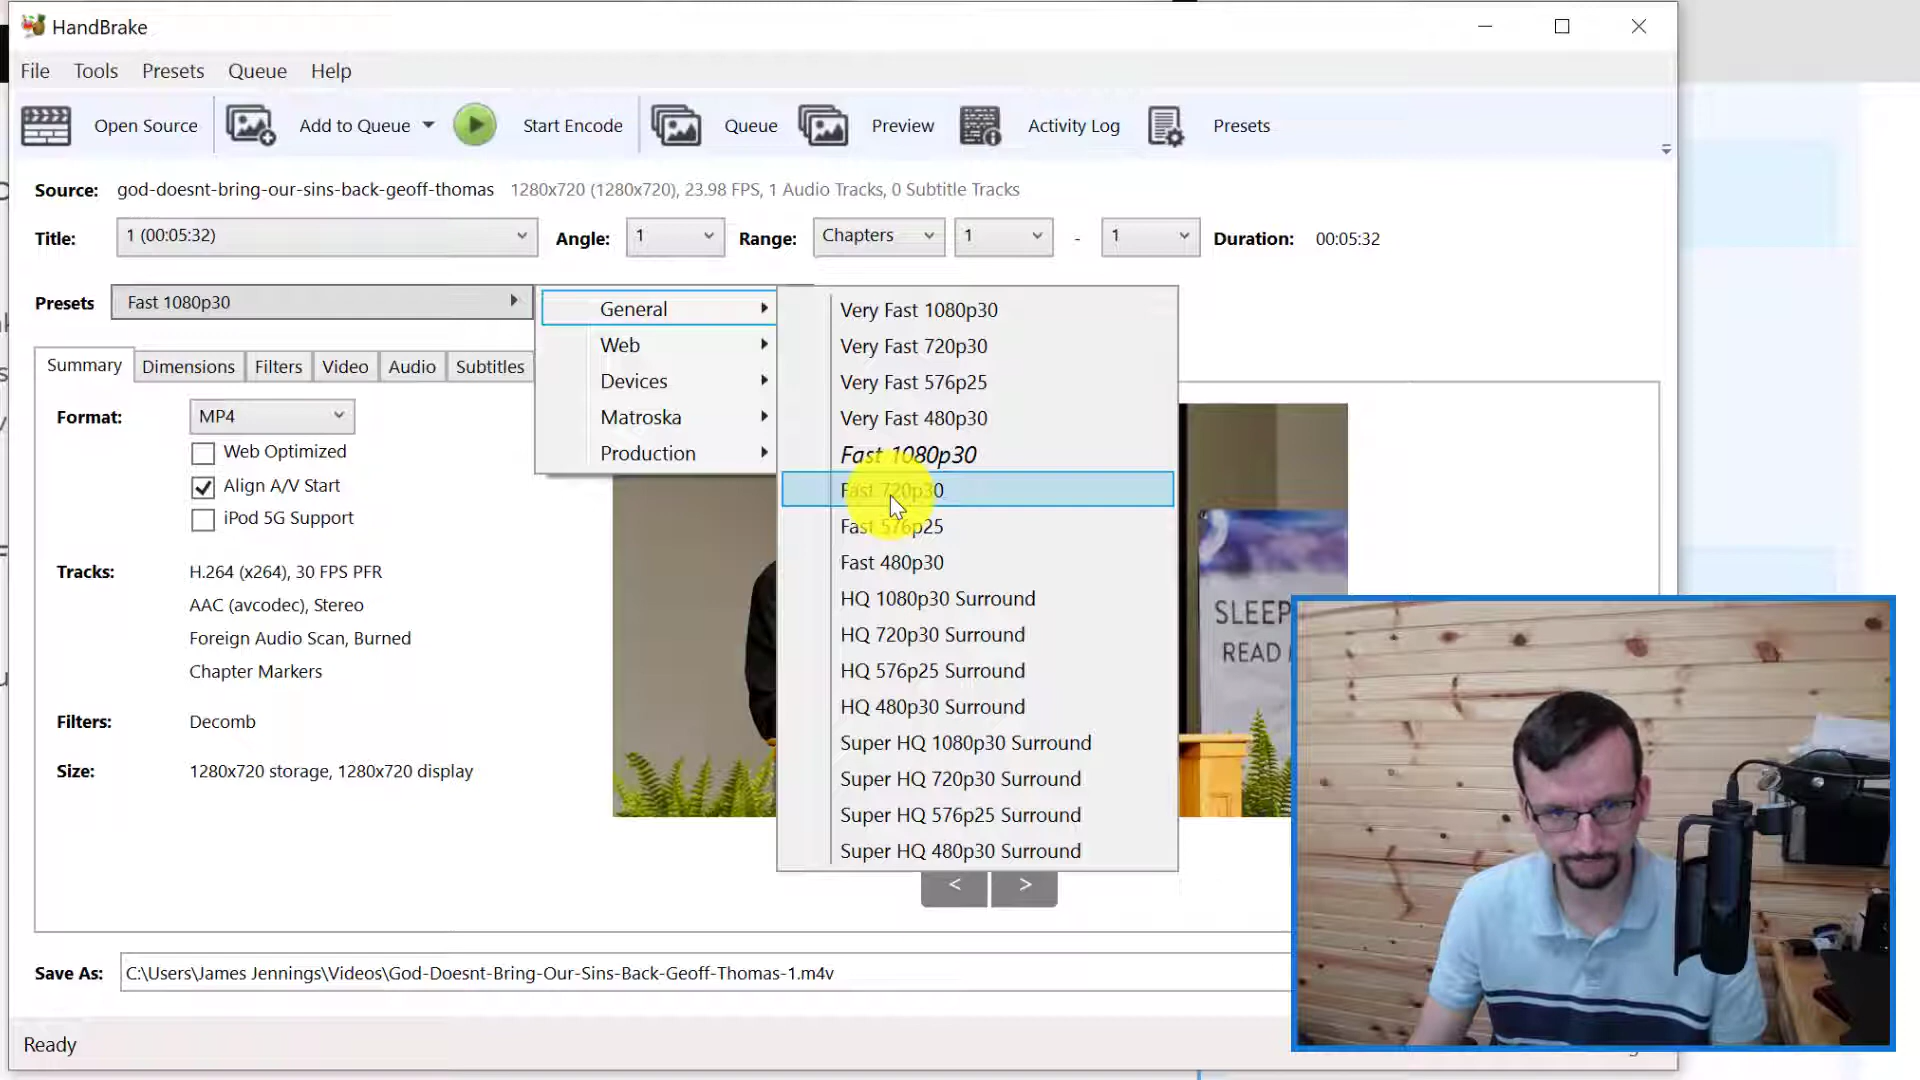 HandBrake
File Tools Presets Queue Help
Open Source Add to Queue Start Encode Queue Preview Activity Log Presets
Source: god-doesnt-bring-our-sins-back-geoff-thomas 1280x720 (1280x720), 23.98 FPS, 1 Audio Tracks, 0 Subtitle Tracks
Title: 1 (00:05:32) Angle: 1 Range: Chapters 1 - 1 Duration: 00:05:32
Presets Fast 1080p30
General
Web
Devices
Matroska
Production
Very Fast 1080p30
Very Fast 720p30
Very Fast 576p25
Very Fast 480p30
Fast 1080p30
Fast 720p30
Fast 576p25
Fast 480p30
HQ 1080p30 Surround
HQ 720p30 Surround
HQ 576p25 Surround
HQ 480p30 Surround
Super HQ 1080p30 Surround
Super HQ 720p30 Surround
Super HQ 576p25 Surround
Super HQ 480p30 Surround
Summary Dimensions Filters Video Audio Subtitles
Format: MP4
Web Optimized
Align A/V Start
iPod 5G Support
Tracks: H.264 (x264), 30 FPS PFR
AAC (avcodec), Stereo
Foreign Audio Scan, Burned
Chapter Markers
Filters: Decomb
Size: 1280x720 storage, 1280x720 display
SLEEP
READ
< >
Save As: C:\Users\James Jennings\Videos\God-Doesnt-Bring-Our-Sins-Back-Geoff-Thomas-1.m4v
Ready